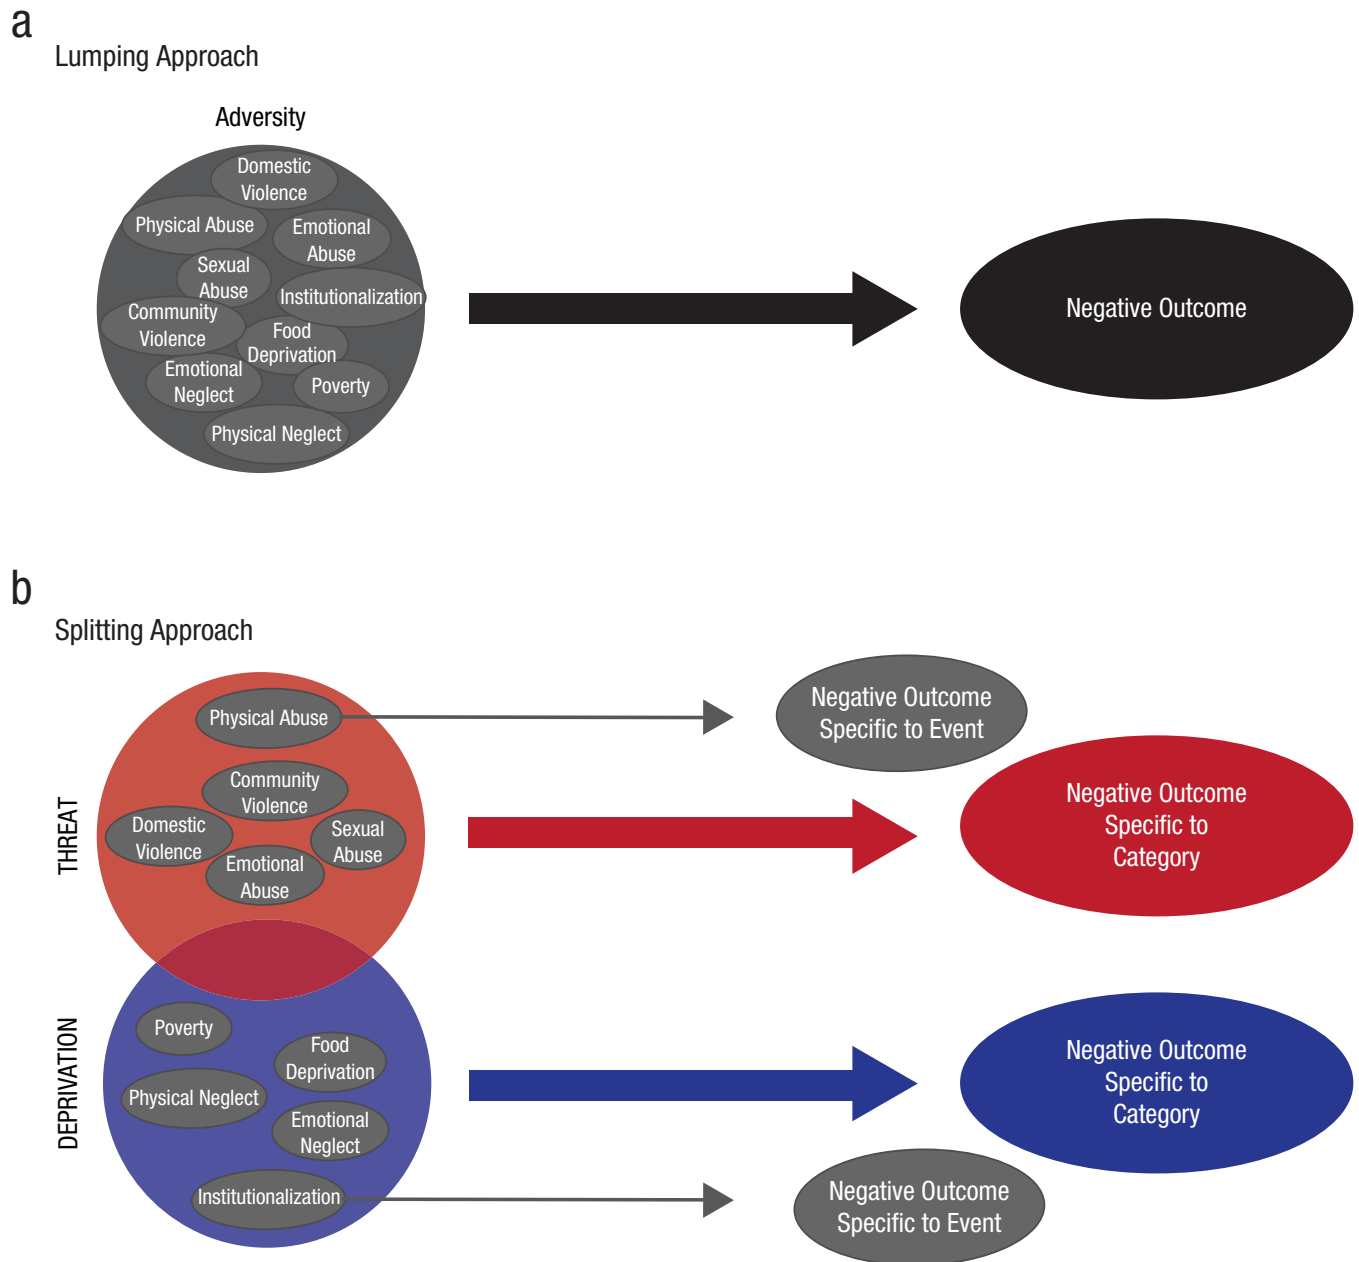 a
Lumping Approach
Adversity
Domestic
Violence
Physical Abuse
Emotional
Abuse
Sexual
Abuse
Institutionalization
Community
Violence
Food
Deprivation
Emotional
Neglect
Poverty
Physical Neglect
Negative Outcome
b
Splitting Approach
THREAT
Physical Abuse
Community
Violence
Domestic
Violence
Sexual
Abuse
Emotional
Abuse
Negative Outcome
Specific to Event
Negative Outcome
Specific to
Category
DEPRIVATION
Poverty
Food
Deprivation
Physical Neglect
Emotional
Neglect
Institutionalization
Negative Outcome
Specific to
Category
Negative Outcome
Specific to Event